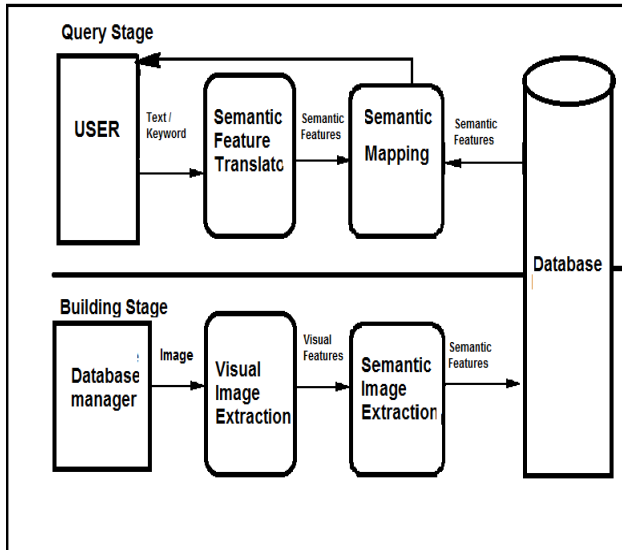 Query Stage
USER
Text /
Keyword
Semantic
Feature
Translatc
Semantic
Features
Semantic
Mapping
Semantic
Features
Database
Building Stage
Database
manager
Image
Visual
Image
Extraction
Visual
Features
Semantic
Image
Extraction
Semantic
Features